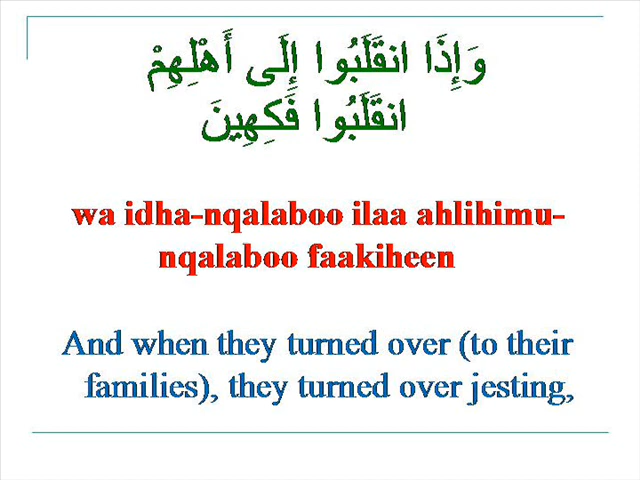 وَإِذَا انقَلَبُوا إِلَى أَهْلِهِمْ
انقَلَبُوا فَكِهِينَ
wa idha-nqalaboo ilaa ahlihimu-
nqalaboo faakiheen
And when they turned over (to their
families), they turned over jesting,